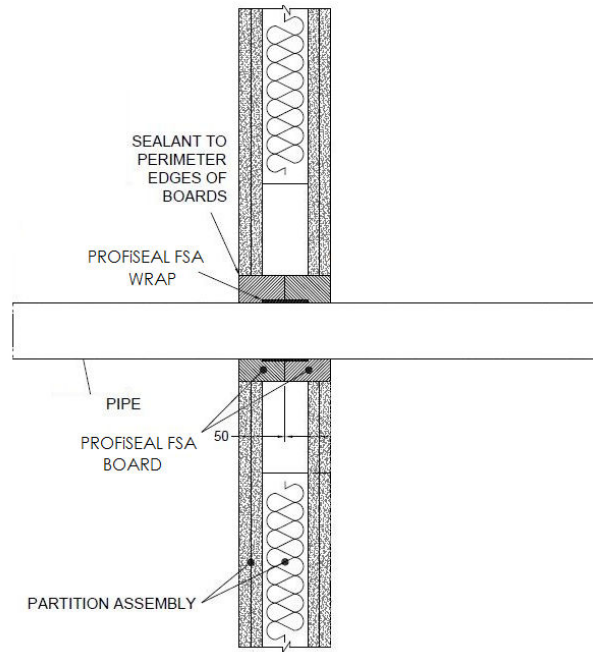 SEALANT TO
PERIMETER
EDGES OF
BOARDS
PROFiSEAL FSA
WRAP
PIPE
50
PROFiSEAL FSA
BOARD
PARTITION ASSEMBLY